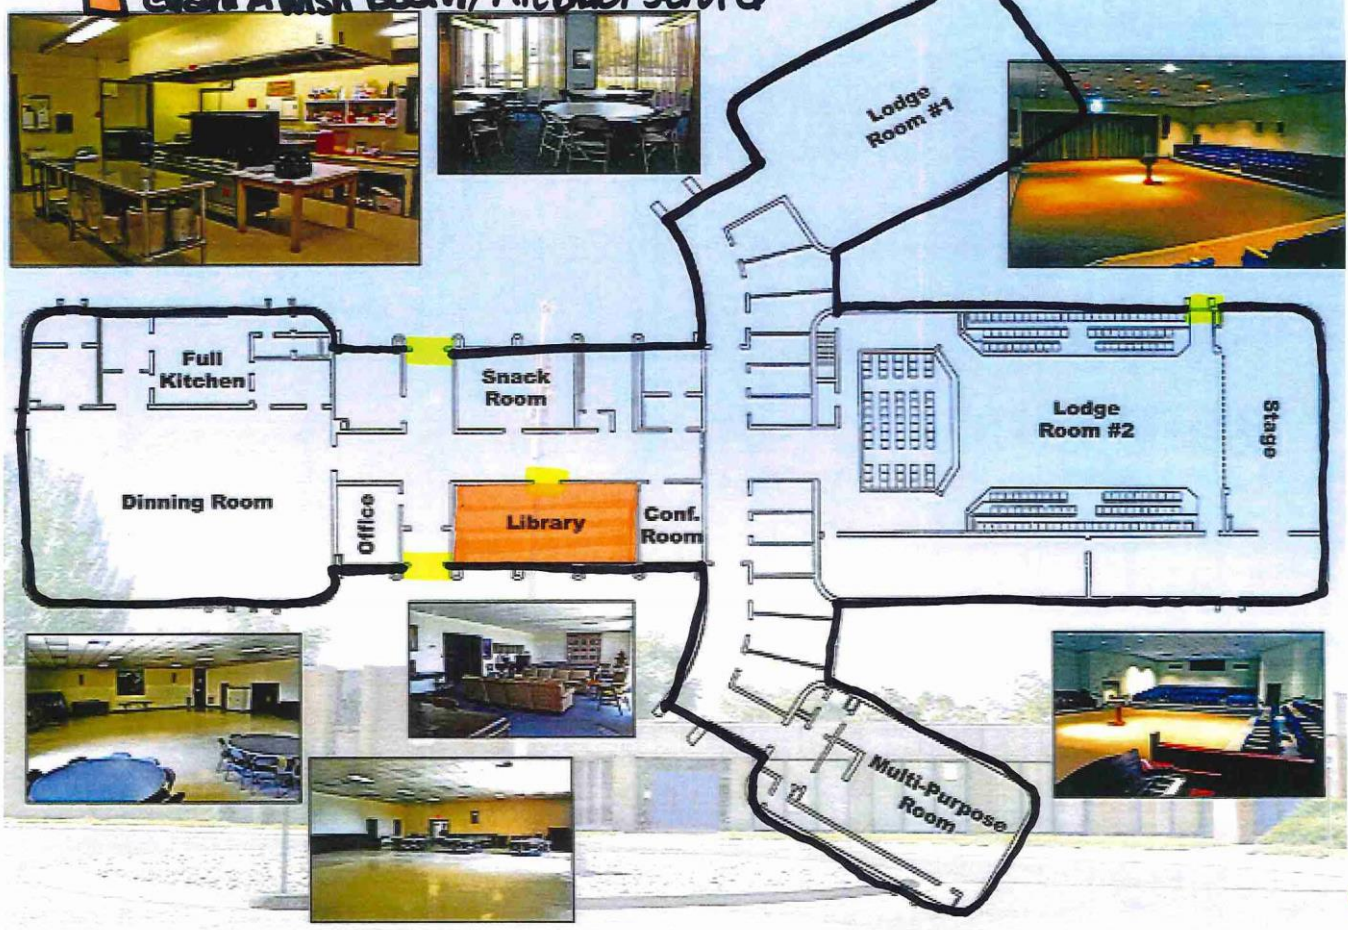 Lodge
Room #1
Full
Kitchen
Snack
Room
Lodge
Room #2
Stage
Dinning Room
Office
Library
Conf.
Room
Multi-Purpose
Room